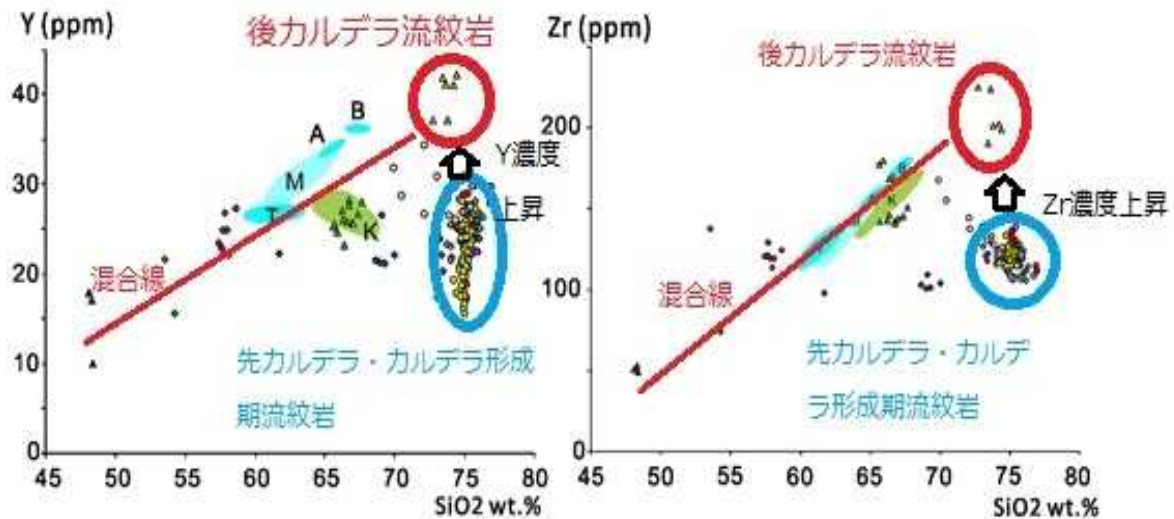 Y (ppm)
後カルデラ流紋岩
40
30
20
10
0
B
A
M
T
K
Y濃度
上昇
混合線
先カルデラ・カルデラ形成
期流紋岩
45 50 55 60 65 70 75 80
SiO2 wt.%
Zr (ppm)
後カルデラ流紋岩
200
100
0
Zr濃度上昇
混合線
先カルデラ・カルデ
ラ形成期流紋岩
45 50 55 60 65 70 75 80
SiO2 wt.%